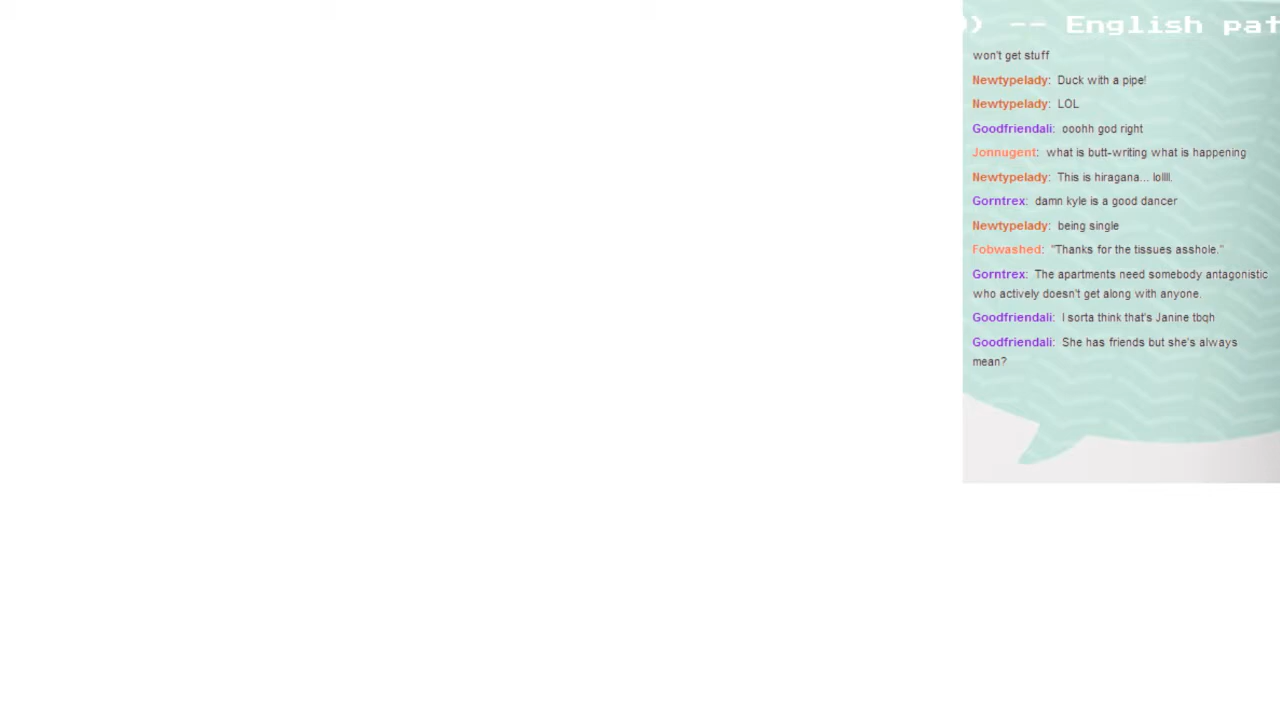 ) -- English pat
won't get stuff
Newtypelady: Duck with a pipe!
Newtypelady: LOL
Goodfriendali: ooohh god right
Jonnugent: what is butt-writing what is happening
Newtypelady: This is hiragana... lollll.
Gorntrex: damn kyle is a good dancer
Newtypelady: being single
Fobwashed: "Thanks for the tissues asshole."
Gorntrex: The apartments need somebody antagonistic
who actively doesn't get along with anyone.
Goodfriendali: I sorta think that's Janine tbqh
Goodfriendali: She has friends but she's always
mean?